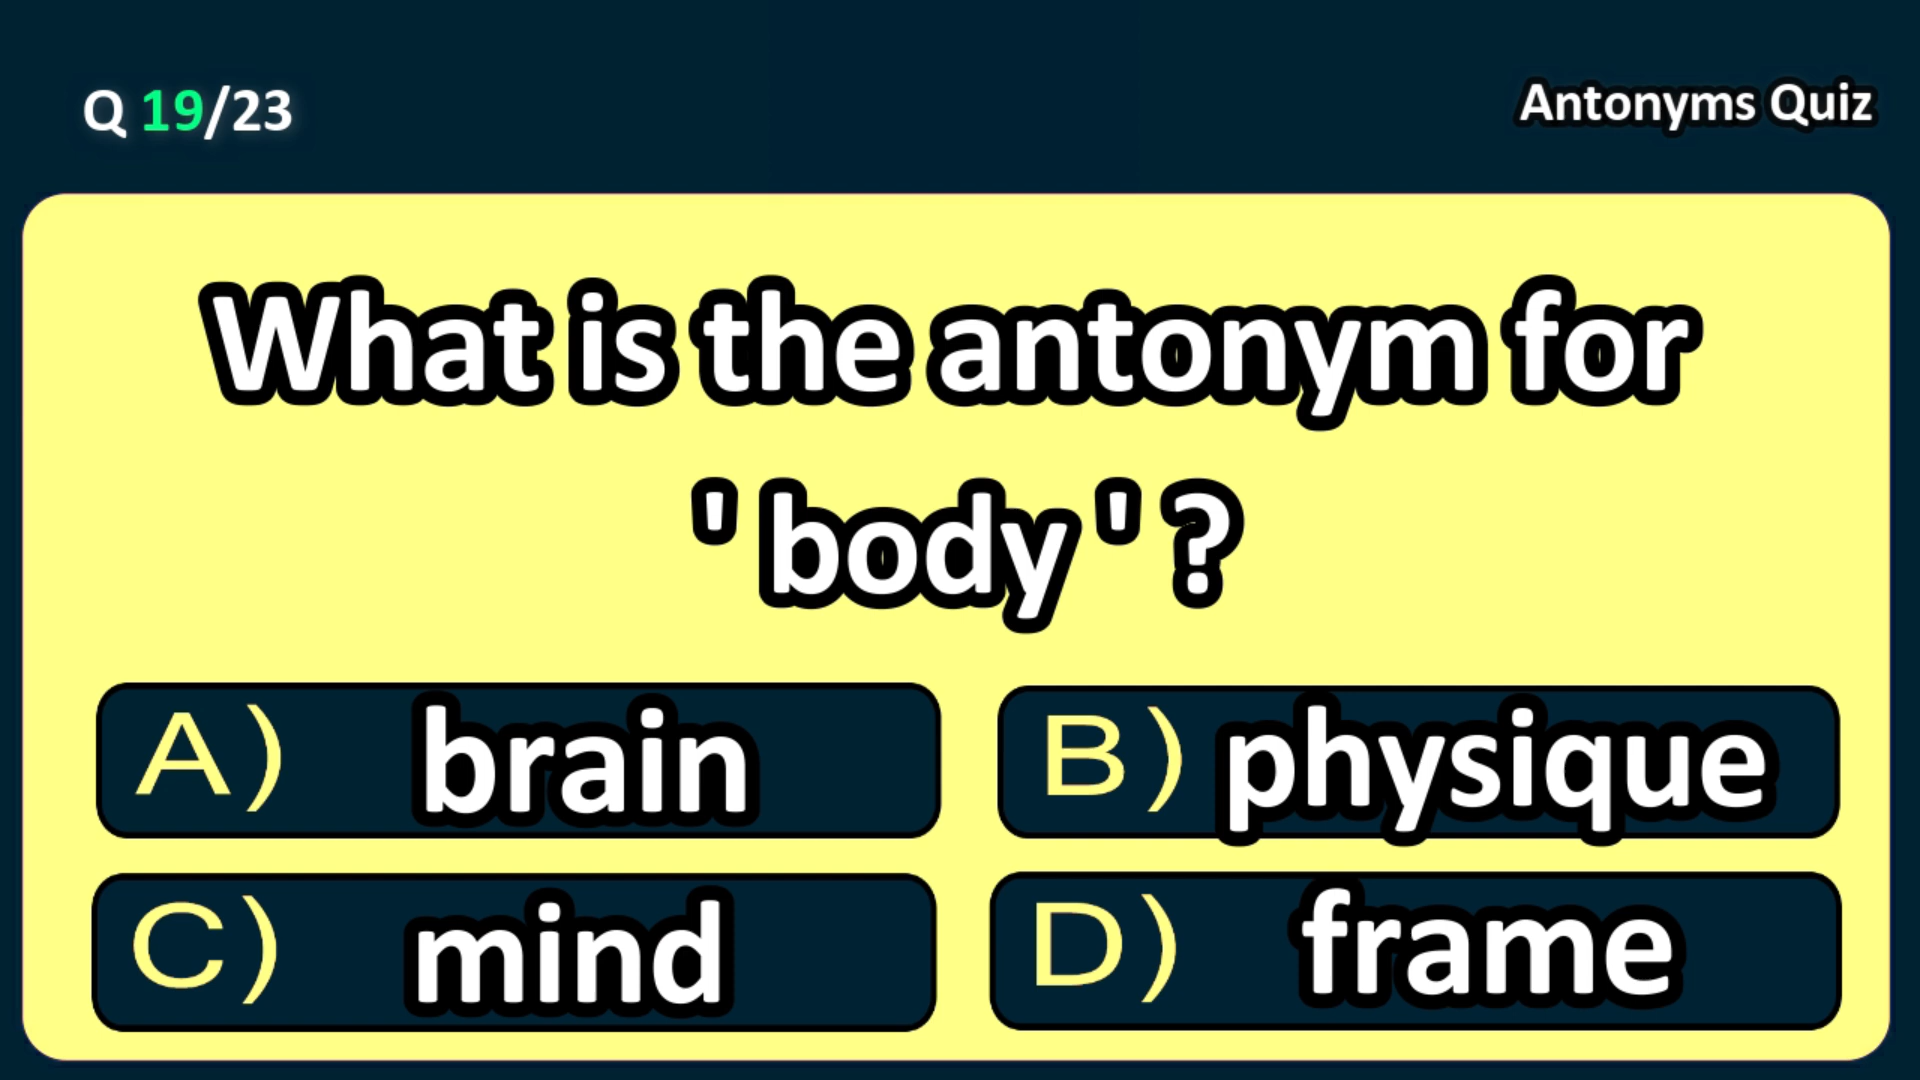 Q 19/23
Antonyms Quiz
What is the antonym for
' body ' ?
A) brain
B) physique
C) mind
D) frame